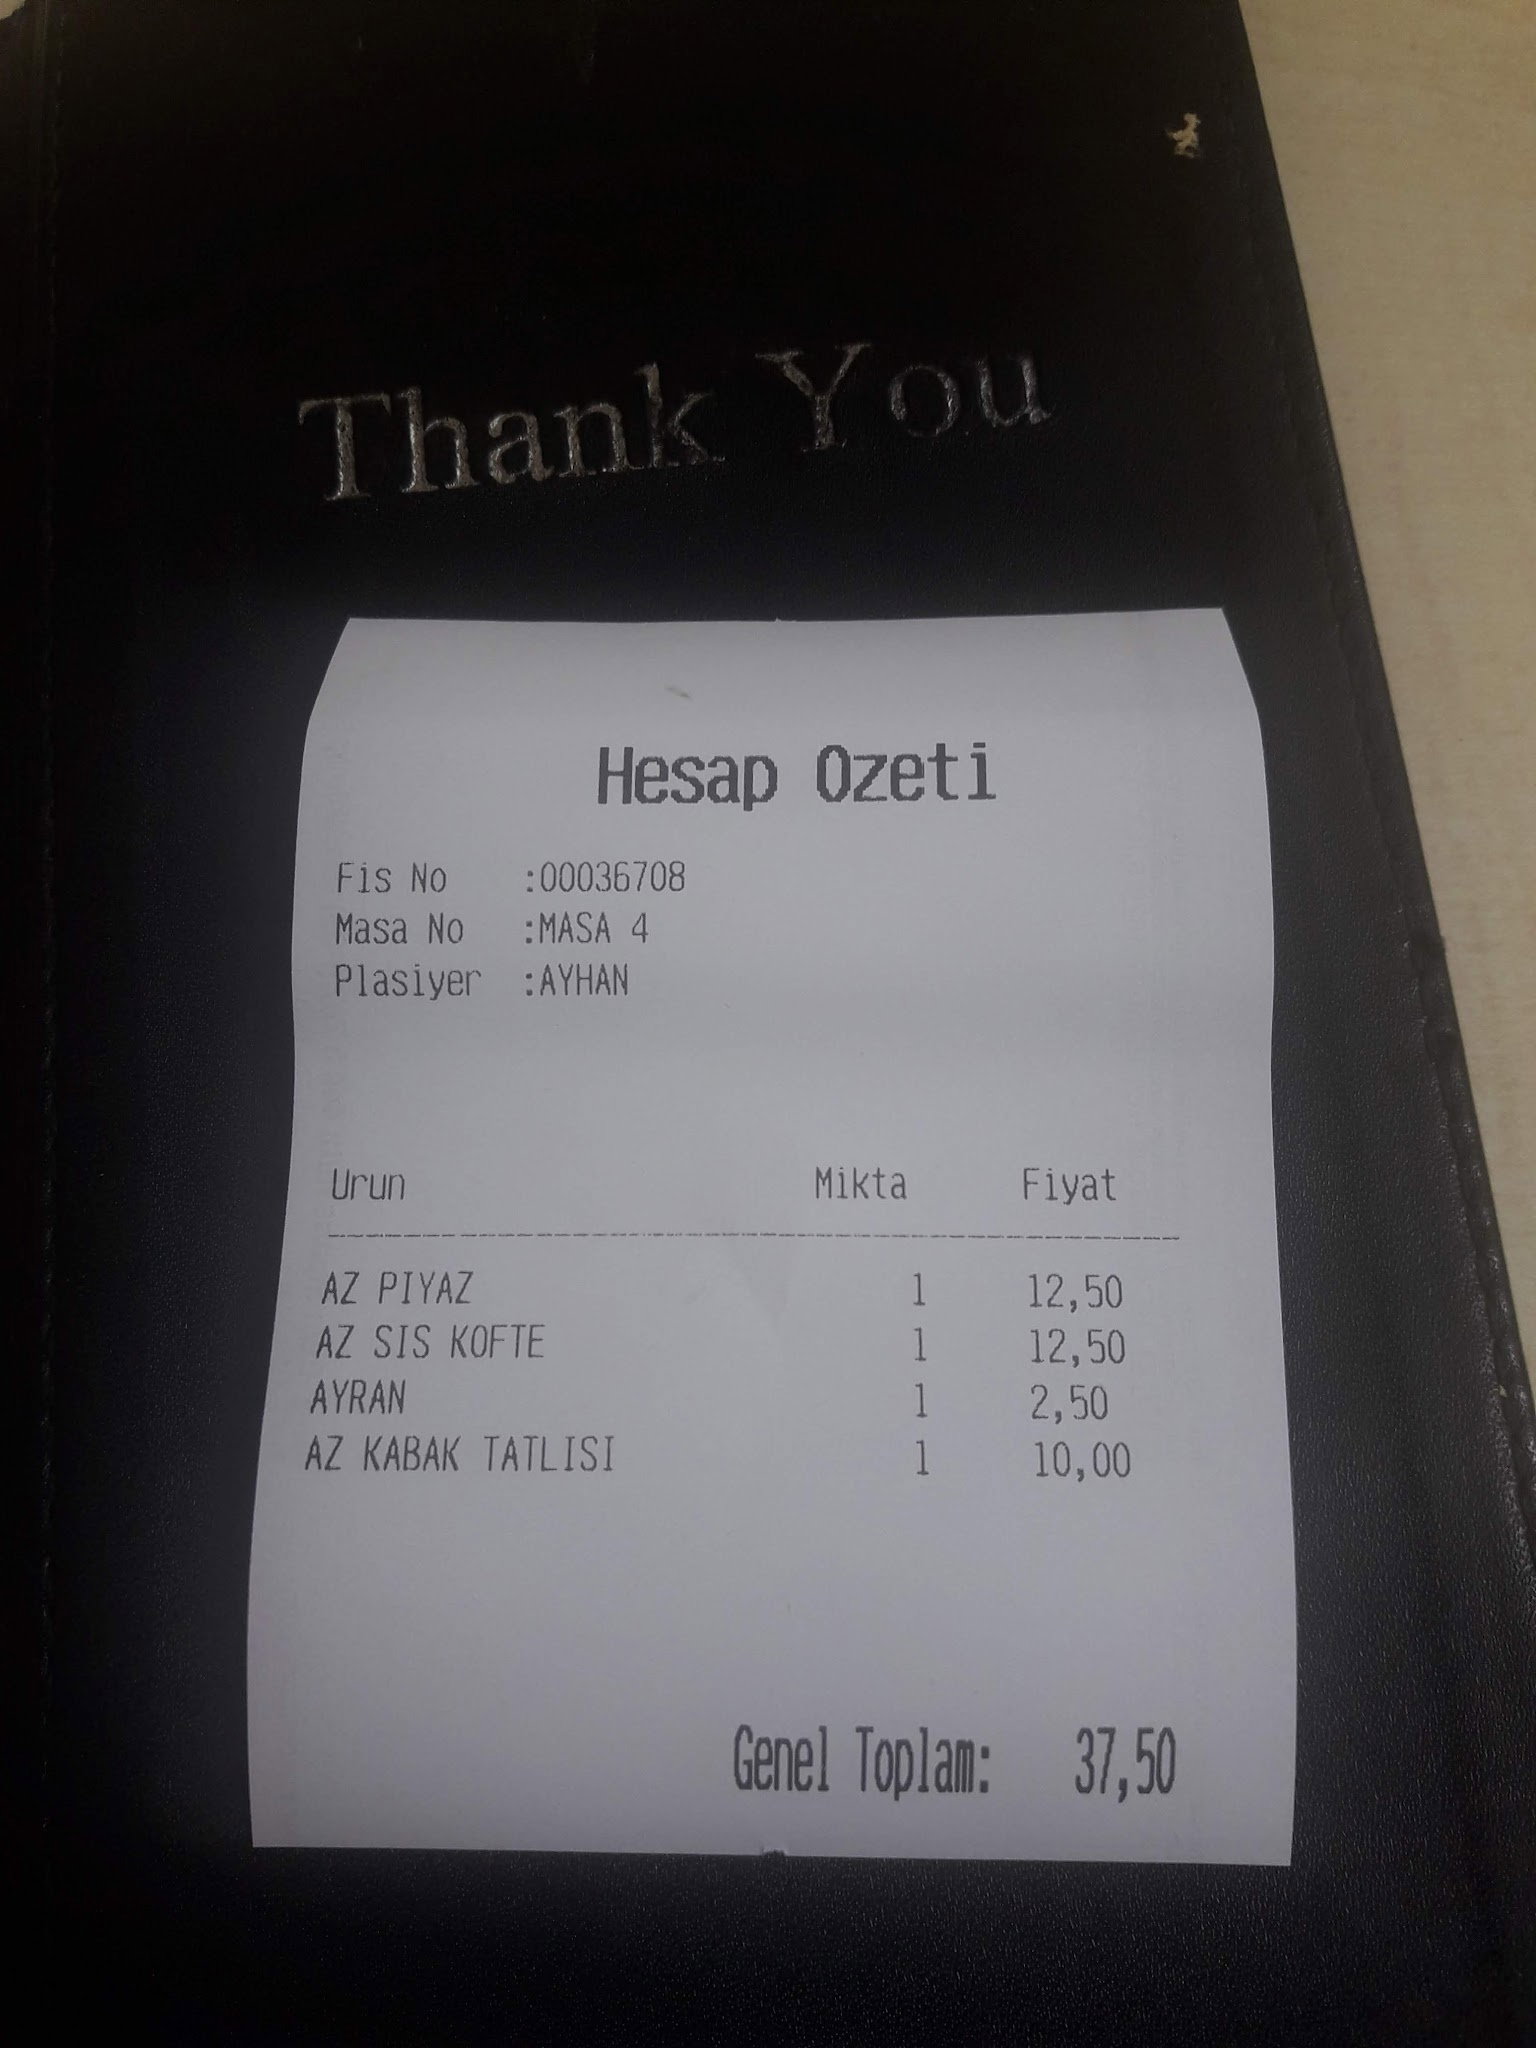 Thank You
Hesap Ozeti
Fis No :00036708
Masa No :MASA 4
Plasiyer :AYHAN
Urun Mikta Fiyat
AZ PIYAZ 1 12,50
AZ SIS KOFTE 1 12,50
AYRAN 1 2,50
AZ KABAK TATLISI 1 10,00
Genel Toplam: 37,50